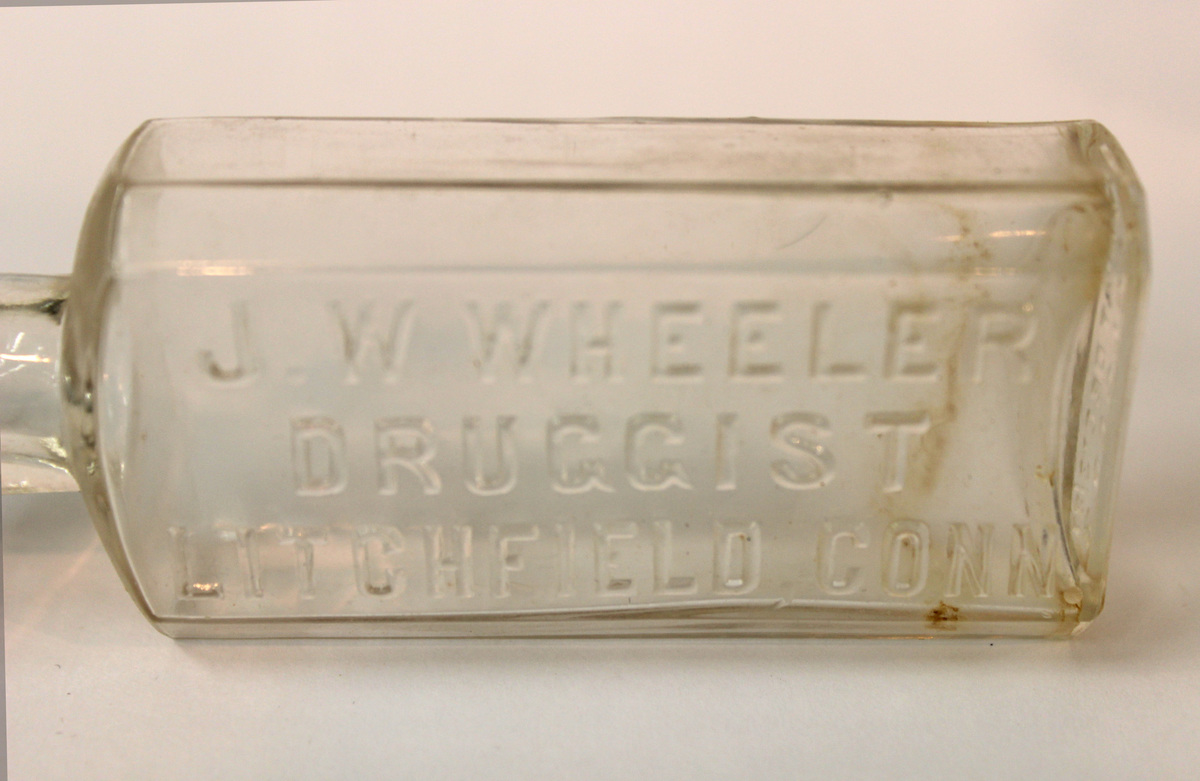 J. W WHEELER
DRUGGIST
LITCHFIELD, CONN